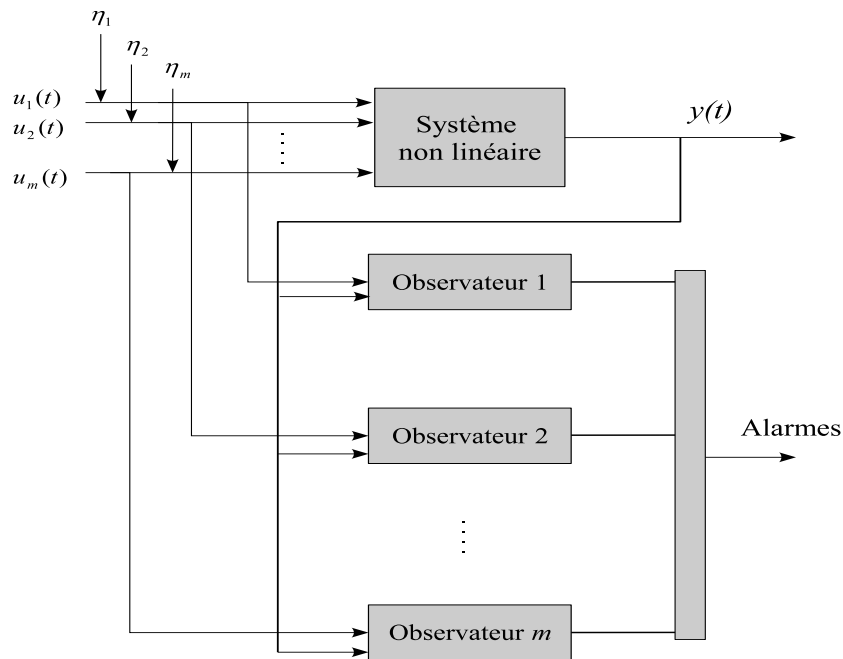 η₁
η₂
ηₘ
u₁(t)
u₂(t)
uₘ(t)
Système
non linéaire
y(t)
Observateur 1
Observateur 2
Alarmes
Observateur m